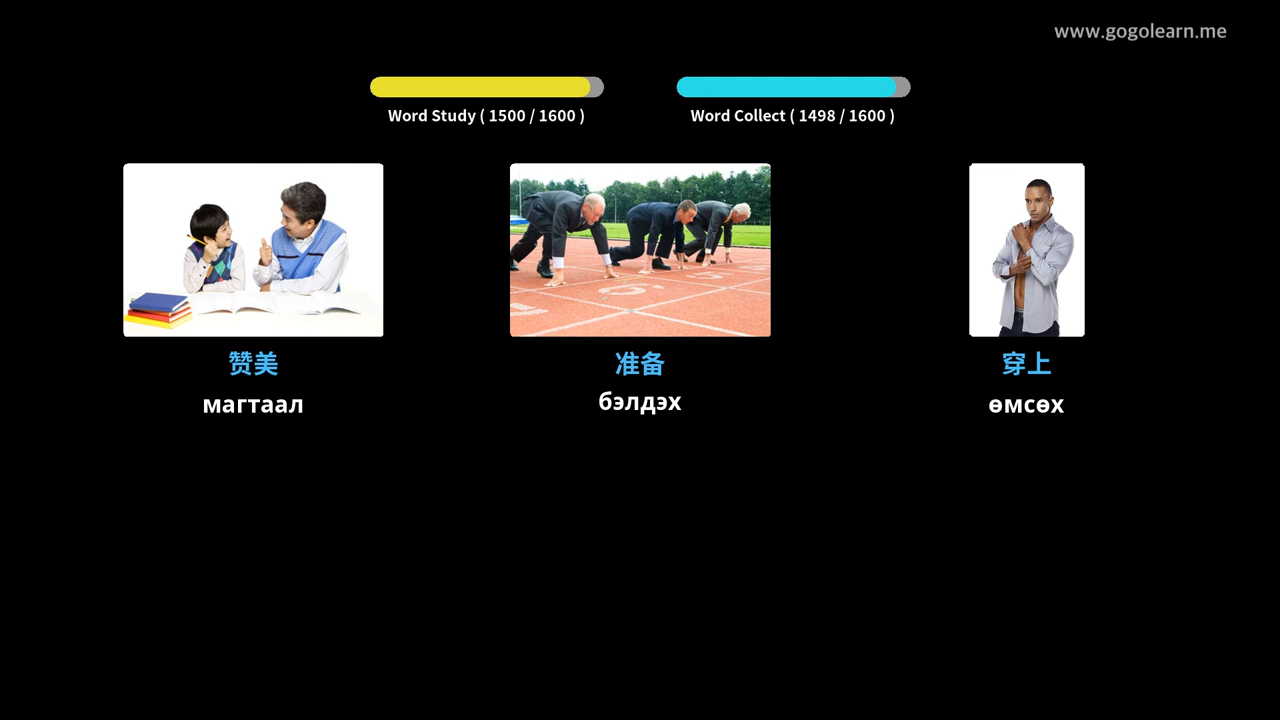 www.gogolearn.me
Word Study ( 1500 / 1600 )
Word Collect ( 1498 / 1600 )
赞美
准备
穿上
магтаал
бэлдэх
өмсөх